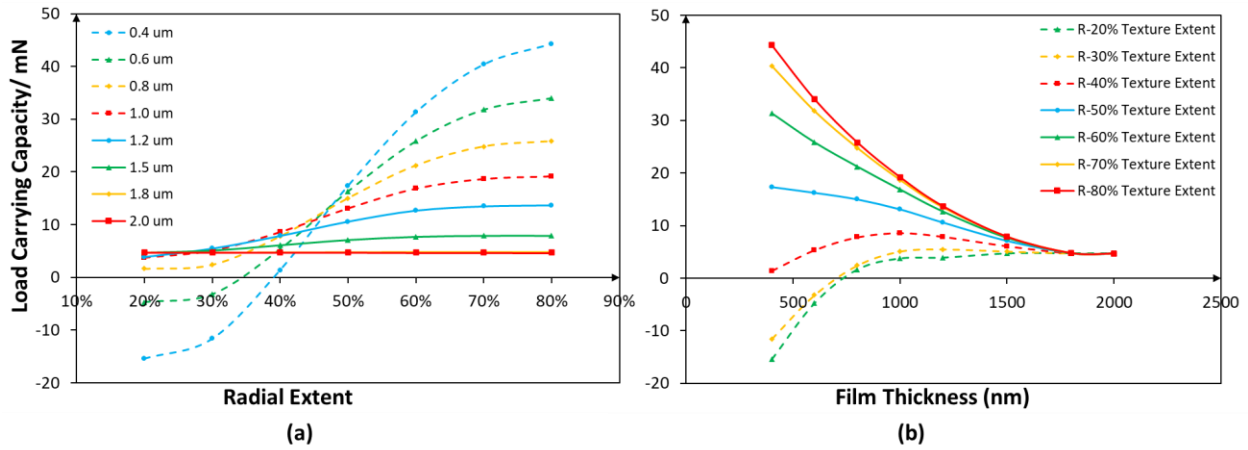 Load Carrying Capacity/ mN
50
40
30
20
10
0
-10
-20
0.4 um
0.6 um
0.8 um
1.0 um
1.2 um
1.5 um
1.8 um
2.0 um
10% 20% 30% 40% 50% 60% 70% 80% 90%
Radial Extent
(a)
50
40
30
20
10
0
-10
-20
R-20% Texture Extent
R-30% Texture Extent
R-40% Texture Extent
R-50% Texture Extent
R-60% Texture Extent
R-70% Texture Extent
R-80% Texture Extent
0 500 1000 1500 2000 2500
Film Thickness (nm)
(b)